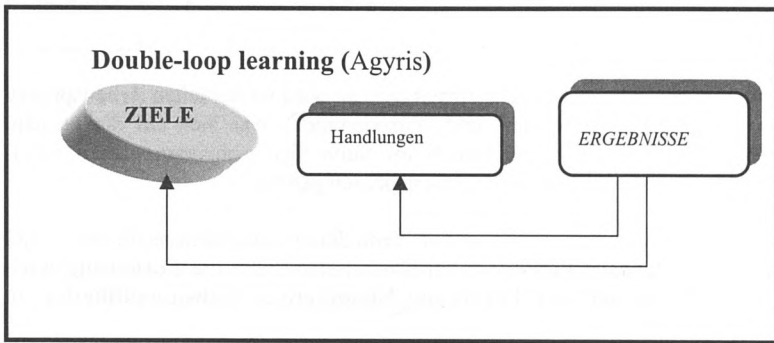 Double-loop learning (Agyris)
ZIELE
Handlungen
ERGEBNISSE